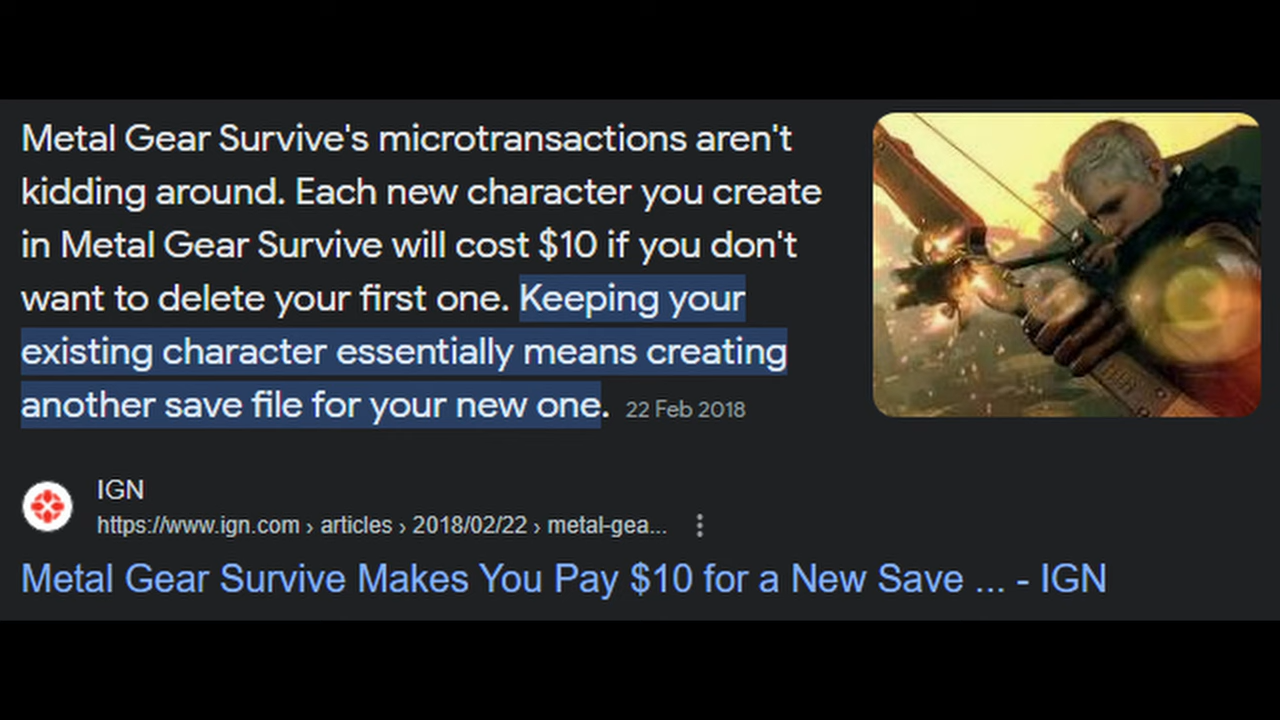 Metal Gear Survive's microtransactions aren't
kidding around. Each new character you create
in Metal Gear Survive will cost $10 if you don't
want to delete your first one. Keeping your
existing character essentially means creating
another save file for your new one. 22 Feb 2018
IGN
https://www.ign.com › articles › 2018/02/22 › metal-gea...
Metal Gear Survive Makes You Pay $10 for a New Save ... - IGN